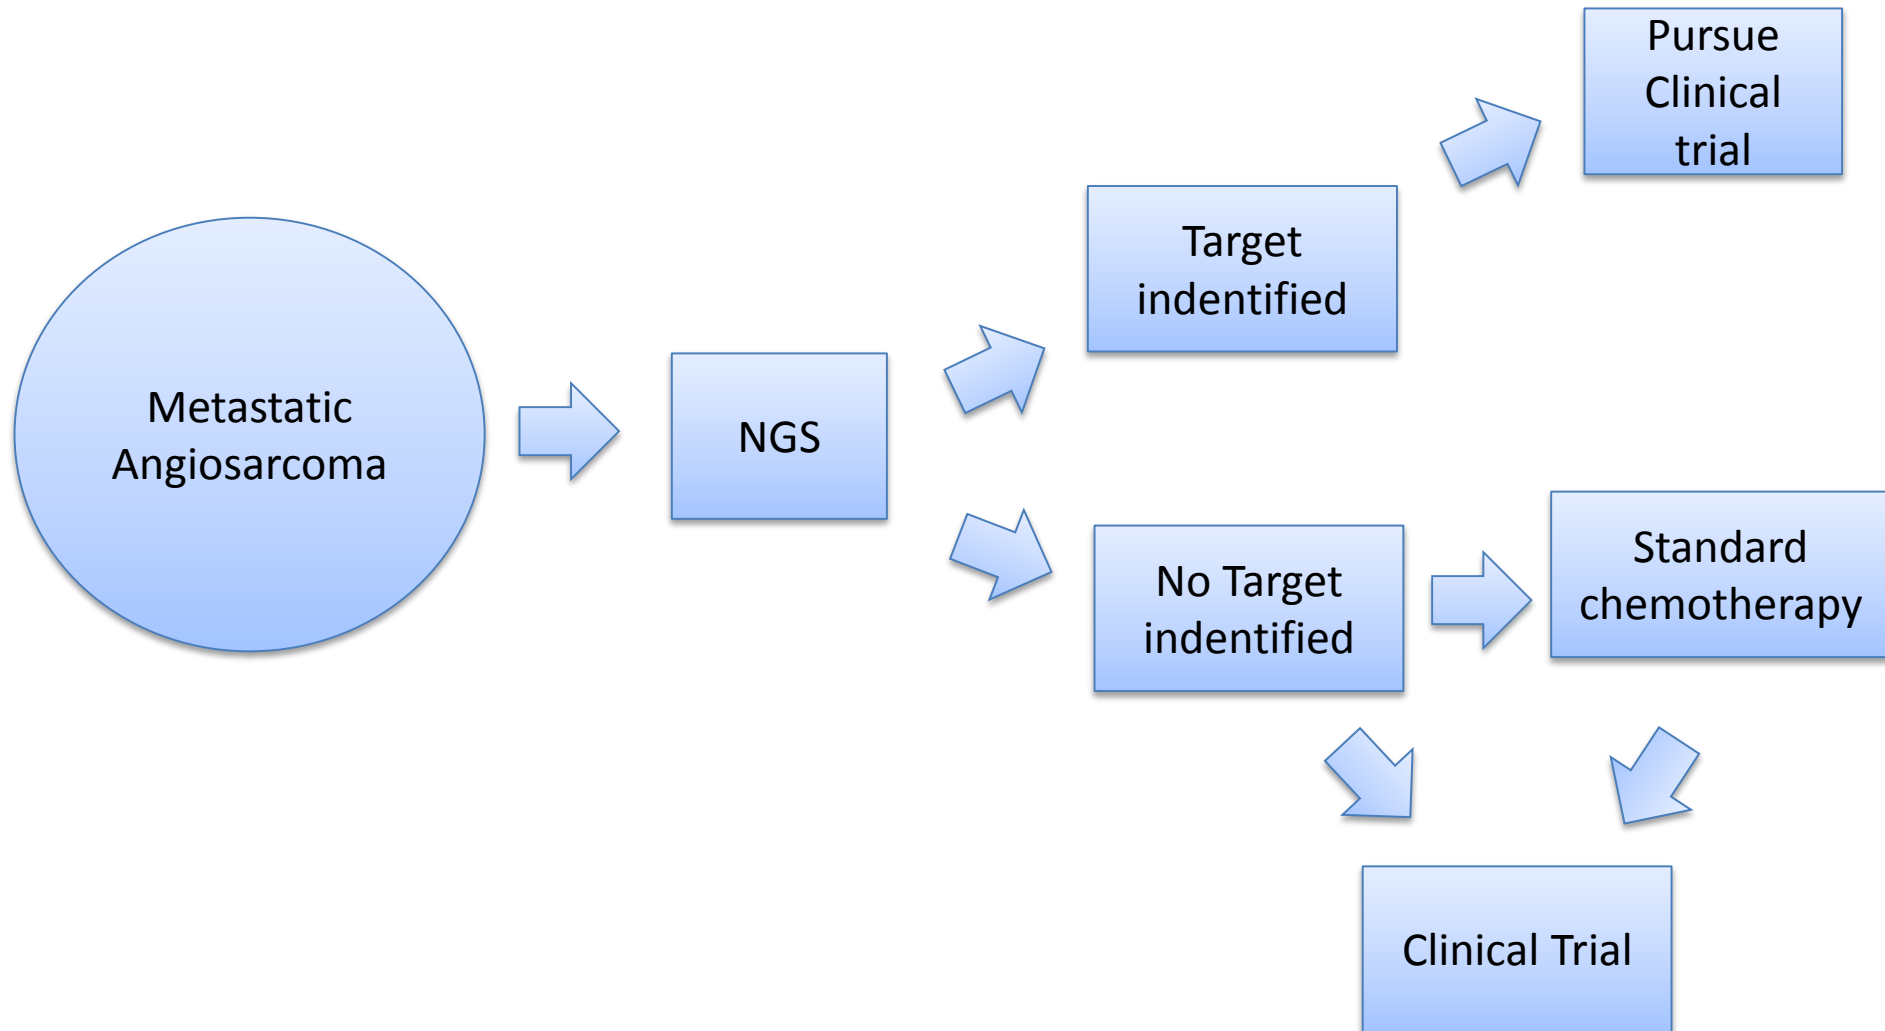 Metastatic
Angiosarcoma
NGS
Target
indentified
Pursue
Clinical
trial
No Target
indentified
Standard
chemotherapy
Clinical Trial